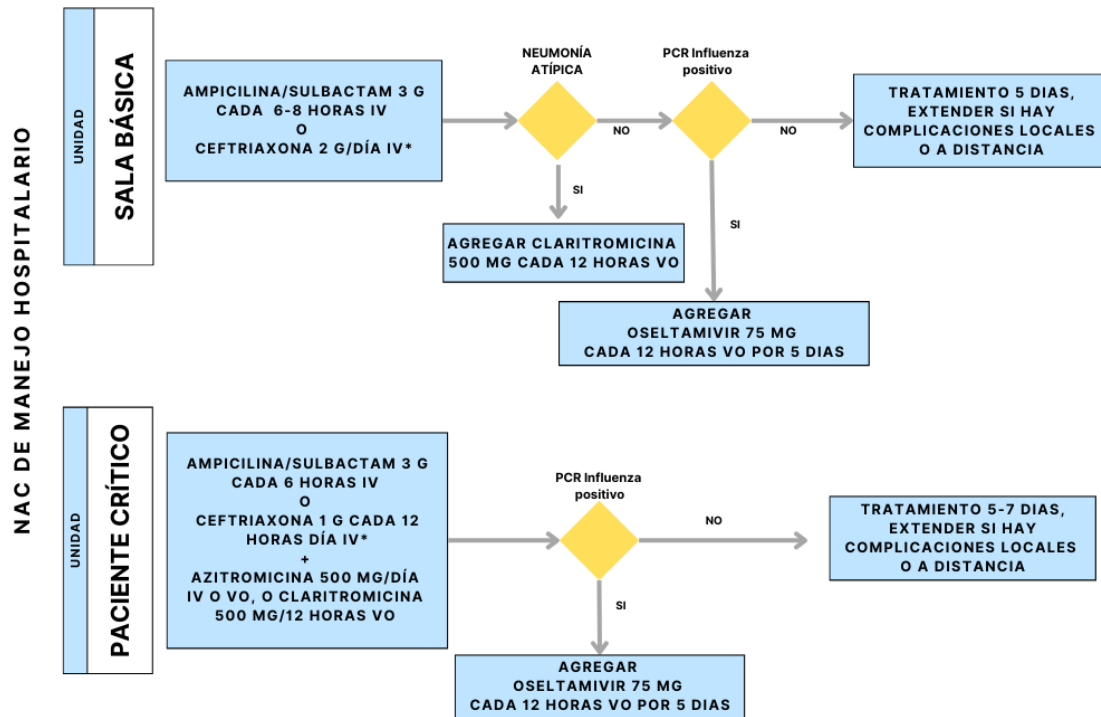 NAC DE MANEJO HOSPITALARIO
UNIDAD
SALA BÁSICA
AMPICILINA/SULBACTAM 3 G
CADA 6-8 HORAS IV
O
CEFTRIAXONA 2 G/DÍA IV*
NEUMONÍA
ATÍPICA
NO
SI
AGREGAR CLARITROMICINA
500 MG CADA 12 HORAS VO
PCR Influenza
positivo
NO
SI
AGREGAR
OSELTAMIVIR 75 MG
CADA 12 HORAS VO POR 5 DIAS
TRATAMIENTO 5 DIAS,
EXTENDER SI HAY
COMPLICACIONES LOCALES
O A DISTANCIA
UNIDAD
PACIENTE CRÍTICO
AMPICILINA/SULBACTAM 3 G
CADA 6 HORAS IV
O
CEFTRIAXONA 1 G CADA 12
HORAS DÍA IV*
+
AZITROMICINA 500 MG/DÍA
IV O VO, O CLARITROMICINA
500 MG/12 HORAS VO
PCR Influenza
positivo
NO
SI
AGREGAR
OSELTAMIVIR 75 MG
CADA 12 HORAS VO POR 5 DIAS
TRATAMIENTO 5-7 DIAS,
EXTENDER SI HAY
COMPLICACIONES LOCALES
O A DISTANCIA